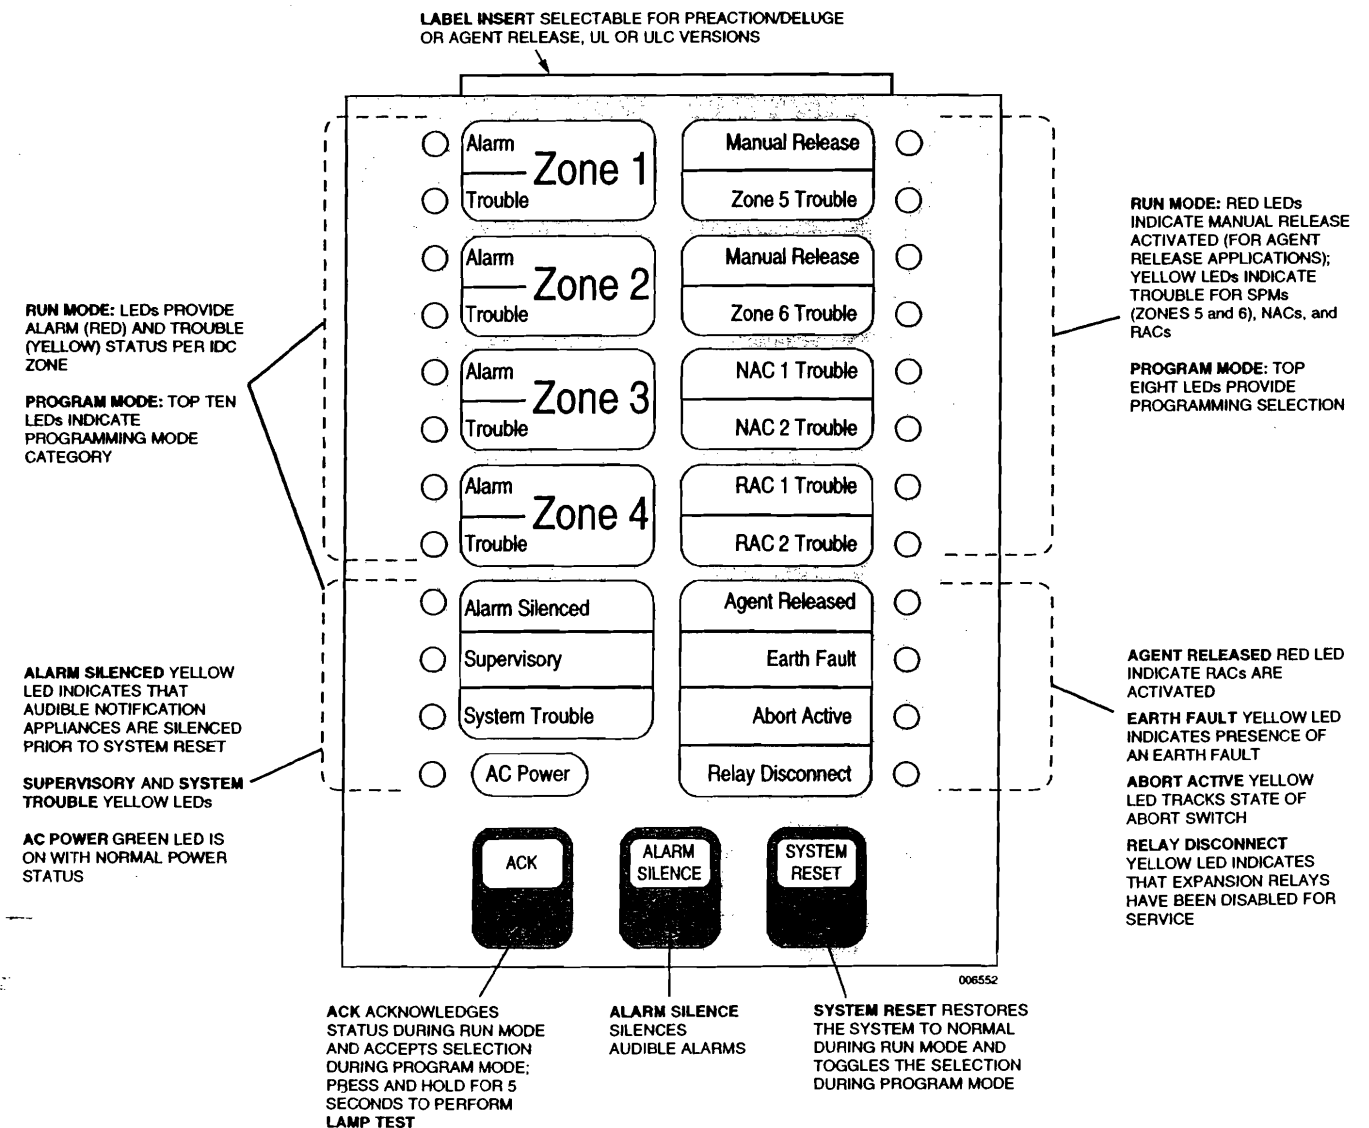 LABEL INSERT SELECTABLE FOR PREACTION/DELUGE
OR AGENT RELEASE, UL OR ULC VERSIONS
RUN MODE: LEDs PROVIDE
ALARM (RED) AND TROUBLE
(YELLOW) STATUS PER IDC
ZONE
PROGRAM MODE: TOP TEN
LEDs INDICATE
PROGRAMMING MODE
CATEGORY
ALARM SILENCED YELLOW
LED INDICATES THAT
AUDIBLE NOTIFICATION
APPLIANCES ARE SILENCED
PRIOR TO SYSTEM RESET
SUPERVISORY AND SYSTEM
TROUBLE YELLOW LEDs
AC POWER GREEN LED IS
ON WITH NORMAL POWER
STATUS
Alarm
Zone 1
Trouble
Alarm
Zone 2
Trouble
Alarm
Zone 3
Trouble
Alarm
Zone 4
Trouble
Alarm Silenced
Supervisory
System Trouble
AC Power
Manual Release
Zone 5 Trouble
Manual Release
Zone 6 Trouble
NAC 1 Trouble
NAC 2 Trouble
RAC 1 Trouble
RAC 2 Trouble
Agent Released
Earth Fault
Abort Active
Relay Disconnect
RUN MODE: RED LEDs
INDICATE MANUAL RELEASE
ACTIVATED (FOR AGENT
RELEASE APPLICATIONS);
YELLOW LEDs INDICATE
TROUBLE FOR SPMs
(ZONES 5 and 6), NACs, and
RACs
PROGRAM MODE: TOP
EIGHT LEDs PROVIDE
PROGRAMMING SELECTION
AGENT RELEASED RED LED
INDICATE RACs ARE
ACTIVATED
EARTH FAULT YELLOW LED
INDICATES PRESENCE OF
AN EARTH FAULT
ABORT ACTIVE YELLOW
LED TRACKS STATE OF
ABORT SWITCH
RELAY DISCONNECT
YELLOW LED INDICATES
THAT EXPANSION RELAYS
HAVE BEEN DISABLED FOR
SERVICE
ACK
ALARM
SILENCE
SYSTEM
RESET
006552
ACK ACKNOWLEDGES
STATUS DURING RUN MODE
AND ACCEPTS SELECTION
DURING PROGRAM MODE;
PRESS AND HOLD FOR 5
SECONDS TO PERFORM
LAMP TEST
ALARM SILENCE
SILENCES
AUDIBLE ALARMS
SYSTEM RESET RESTORES
THE SYSTEM TO NORMAL
DURING RUN MODE AND
TOGGLES THE SELECTION
DURING PROGRAM MODE